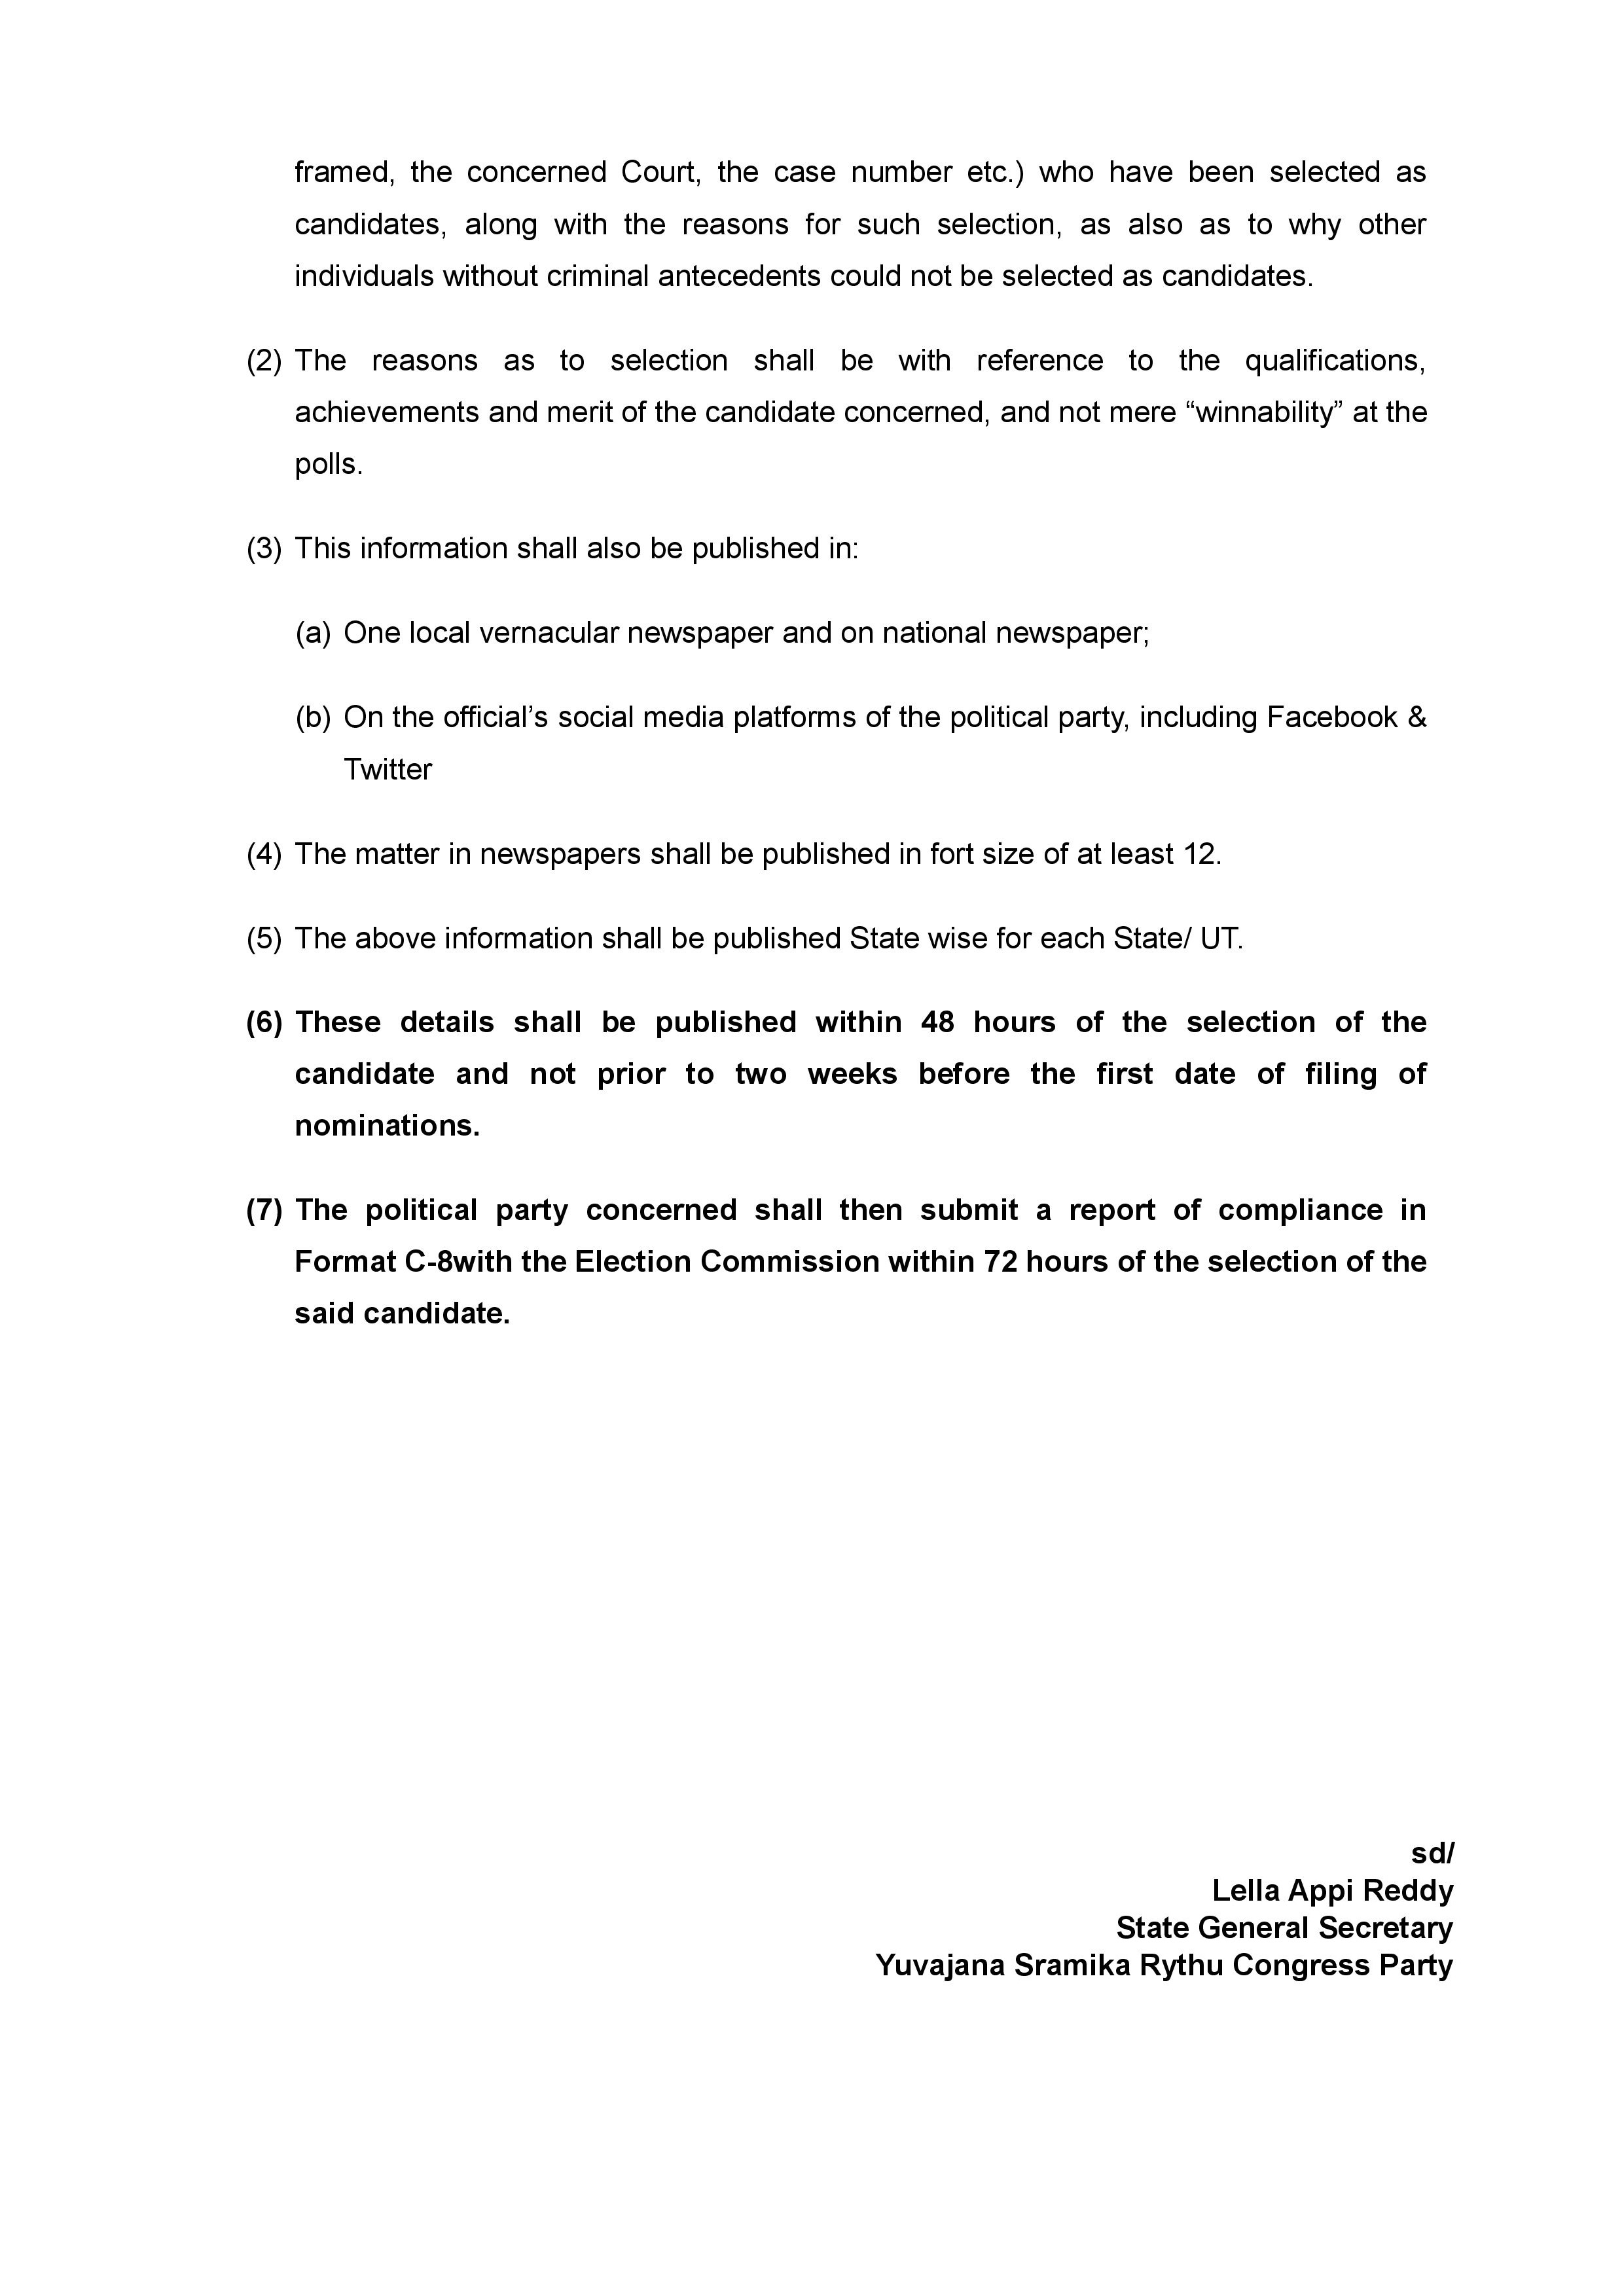 framed, the concerned Court, the case number etc.) who have been selected as
candidates, along with the reasons for such selection, as also as to why other
individuals without criminal antecedents could not be selected as candidates.
(2) The reasons as to selection shall be with reference to the qualifications,
achievements and merit of the candidate concerned, and not mere “winnability” at the
polls.
(3) This information shall also be published in:
(a) One local vernacular newspaper and on national newspaper;
(b) On the official’s social media platforms of the political party, including Facebook &
Twitter
(4) The matter in newspapers shall be published in fort size of at least 12.
(5) The above information shall be published State wise for each State/ UT.
(6) These details shall be published within 48 hours of the selection of the
candidate and not prior to two weeks before the first date of filing of
nominations.
(7) The political party concerned shall then submit a report of compliance in
Format C-8with the Election Commission within 72 hours of the selection of the
said candidate.
sd/
Lella Appi Reddy
State General Secretary
Yuvajana Sramika Rythu Congress Party